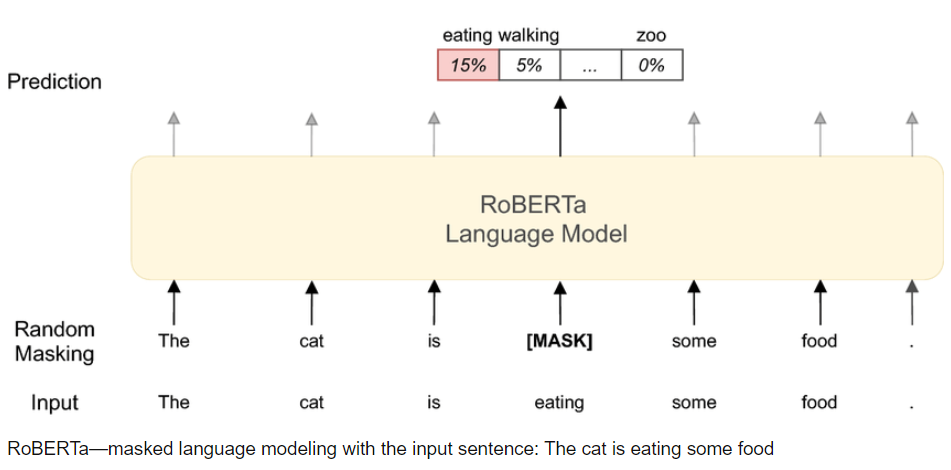 eating walking zoo
15% 5% ... 0%
Prediction
RoBERTa
Language Model
Random
Masking
The cat is [MASK] some food .
Input The cat is eating some food .
RoBERTa—masked language modeling with the input sentence: The cat is eating some food